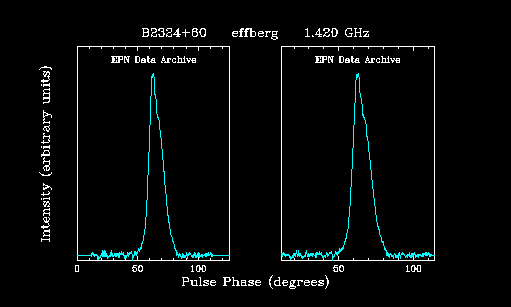 B2324+60 effberg 1.420 GHz
EPN Data Archive EPN Data Archive
Intensity (arbitrary units)
0 50 100 50 100
Pulse Phase (degrees)